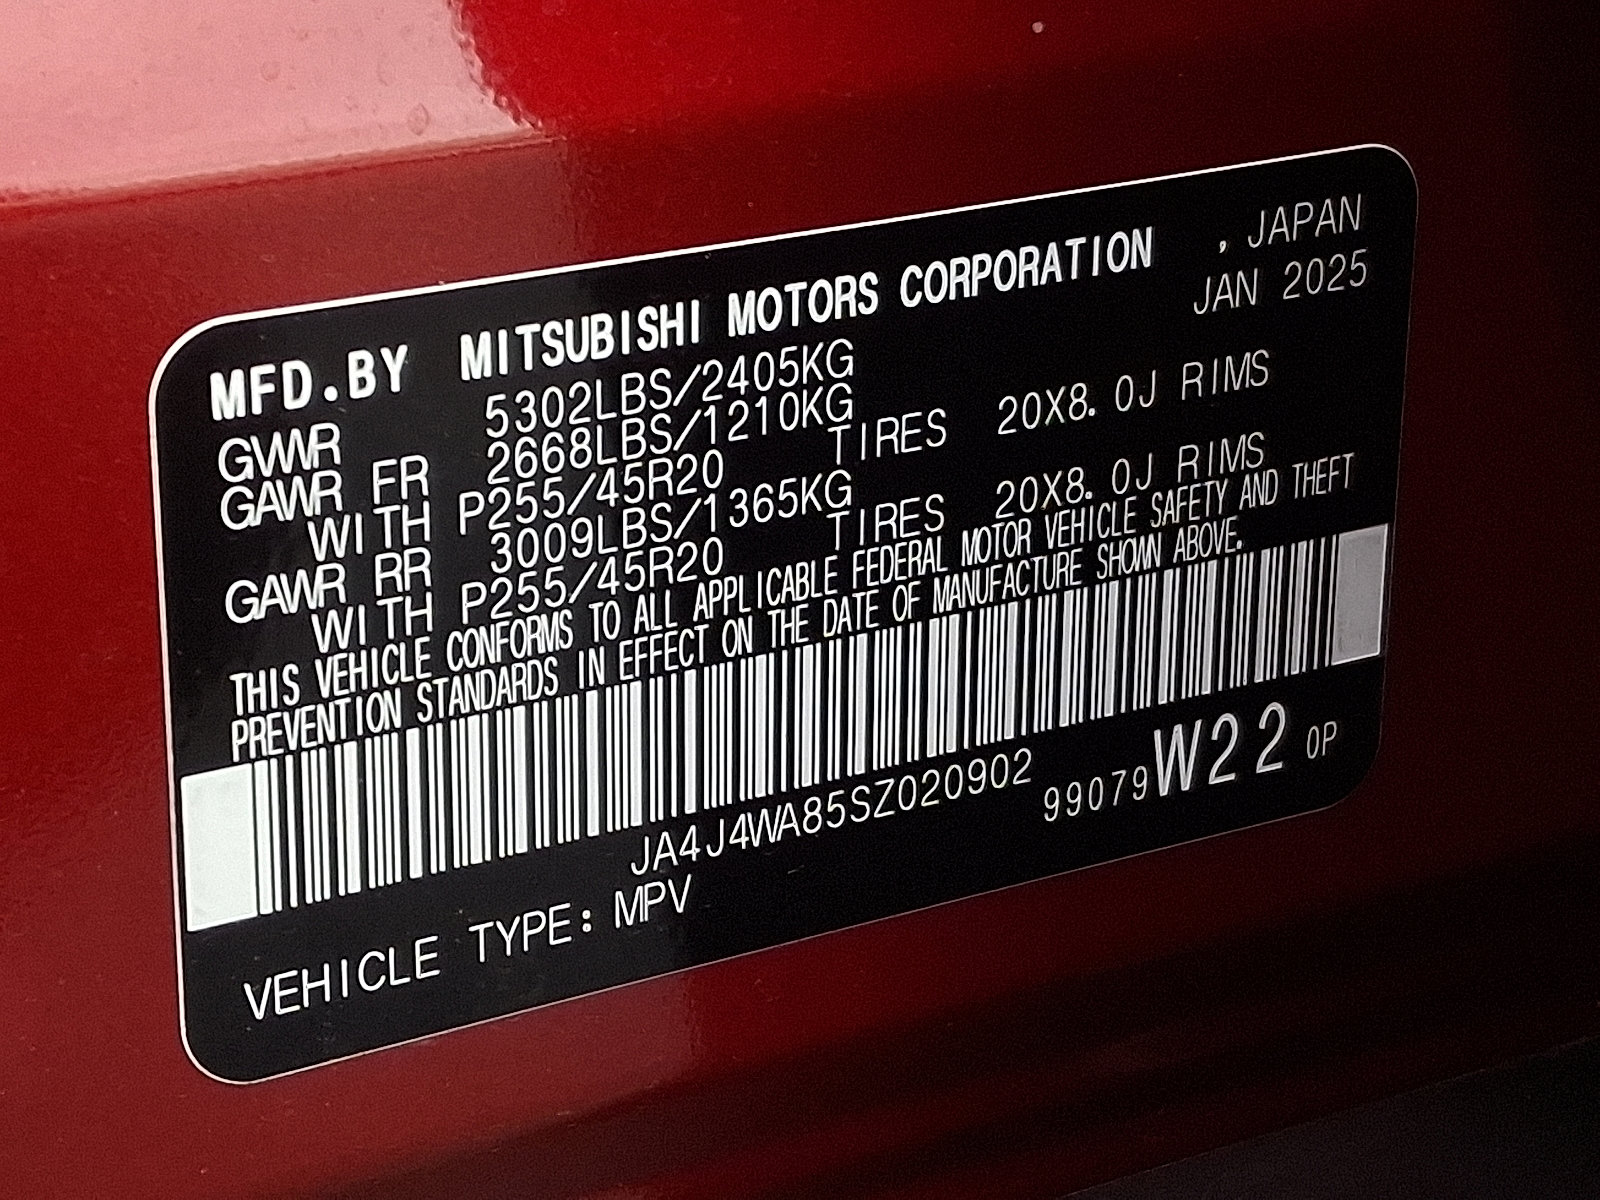 MFD.BY MITSUBISHI MOTORS CORPORATION , JAPAN
JAN 2025
GVWR 5302LBS/2405KG
GAWR FR 2668LBS/1210KG
WITH P255/45R20 TIRES 20X8.0J RIMS
GAWR RR 3009LBS/1365KG
WITH P255/45R20 TIRES 20X8.0J RIMS
THIS VEHICLE CONFORMS TO ALL APPLICABLE FEDERAL MOTOR VEHICLE SAFETY AND THEFT
PREVENTION STANDARDS IN EFFECT ON THE DATE OF MANUFACTURE SHOWN ABOVE.
JA4J4WA85SZ020902 99079W22 0P
VEHICLE TYPE: MPV